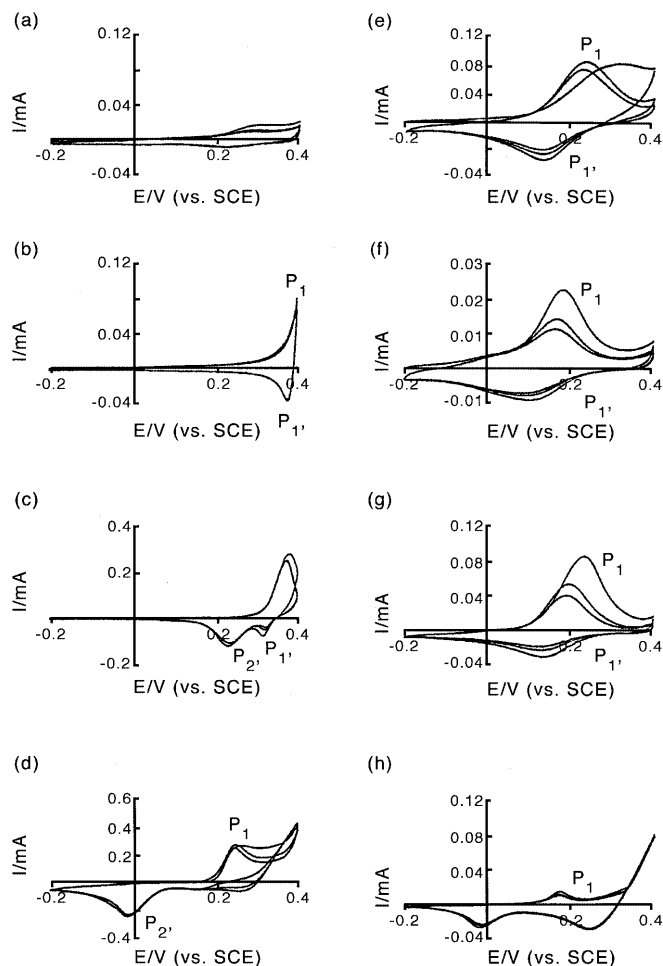 (a)
0.12
0.08
0.04
-0.04
-0.2
0.2
0.4
I/mA
E/V (vs. SCE)
(b)
0.12
0.04
-0.04
-0.2
0.2
0.4
P1
P1'
I/mA
E/V (vs. SCE)
(c)
0.4
0.2
-0.2
-0.2
0.2
0.4
P2'
P1'
I/mA
E/V (vs. SCE)
(d)
0.6
0.4
0.2
-0.4
-0.2
0.2
0.4
P1
P2'
I/mA
E/V (vs. SCE)
(e)
0.12
0.08
0.04
-0.04
-0.2
0.2
0.4
P1
P1'
I/mA
E/V (vs. SCE)
(f)
0.03
0.02
0.01
-0.01
-0.2
0.2
0.4
P1
P1'
I/mA
E/V (vs. SCE)
(g)
0.12
0.08
0.04
-0.04
-0.2
0.2
0.4
P1
P1'
I/mA
E/V (vs. SCE)
(h)
0.12
0.08
0.04
-0.04
-0.2
0.2
0.4
P1
I/mA
E/V (vs. SCE)